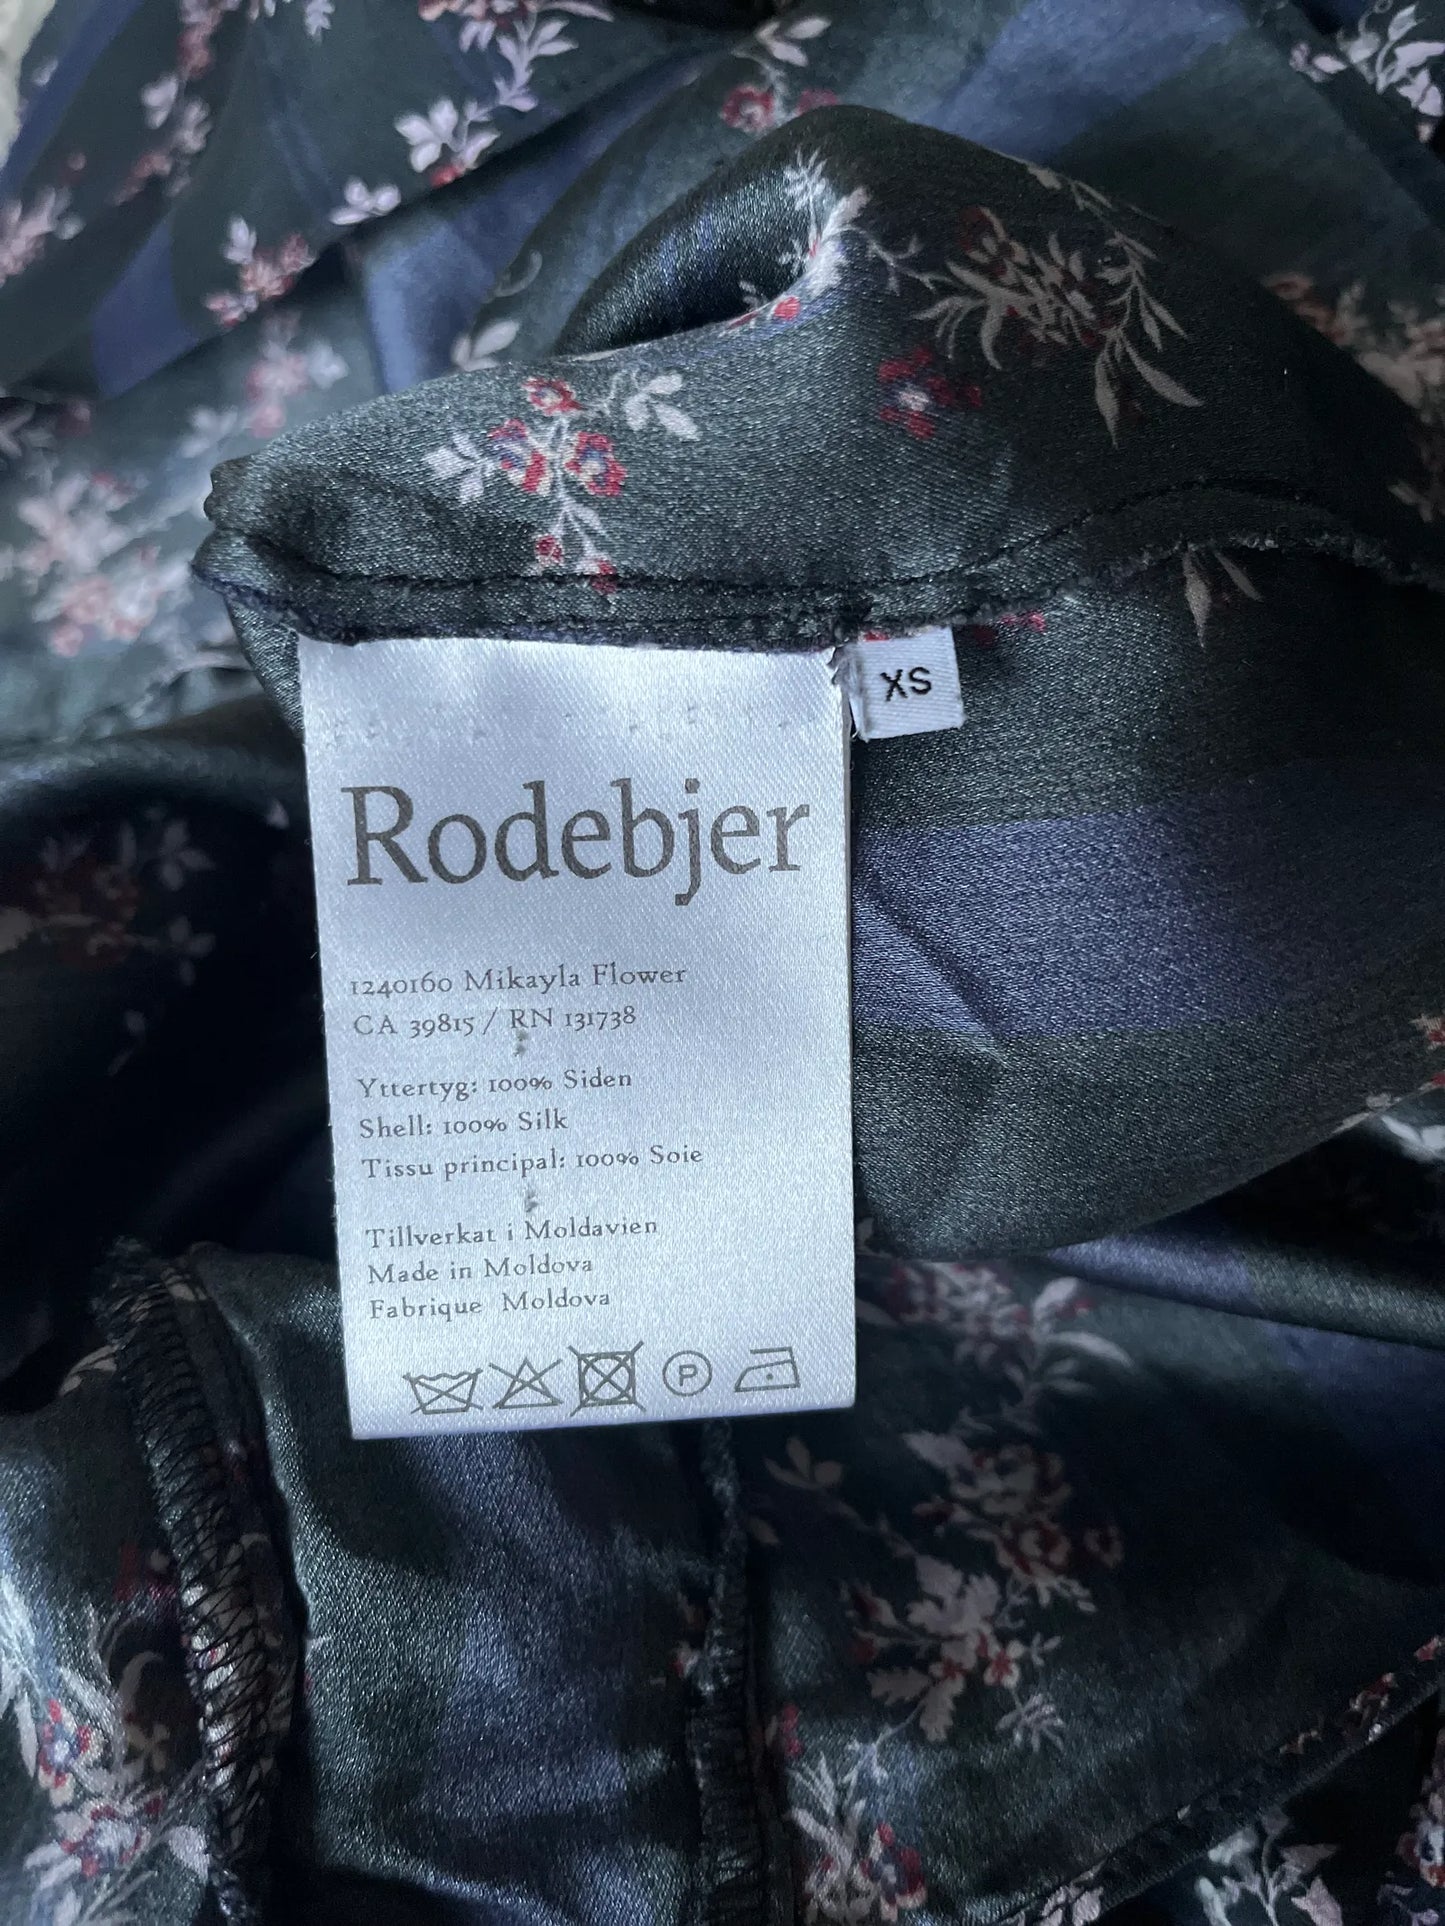 XS
Rodebjer
1240160 Mikayla Flower
CA 39815 / RN 131738
Yttertyg: 100% Siden
Shell: 100% Silk
Tissu principal: 100% Soie
Tillverkat i Moldavien
Made in Moldova
Fabrique Moldova
P